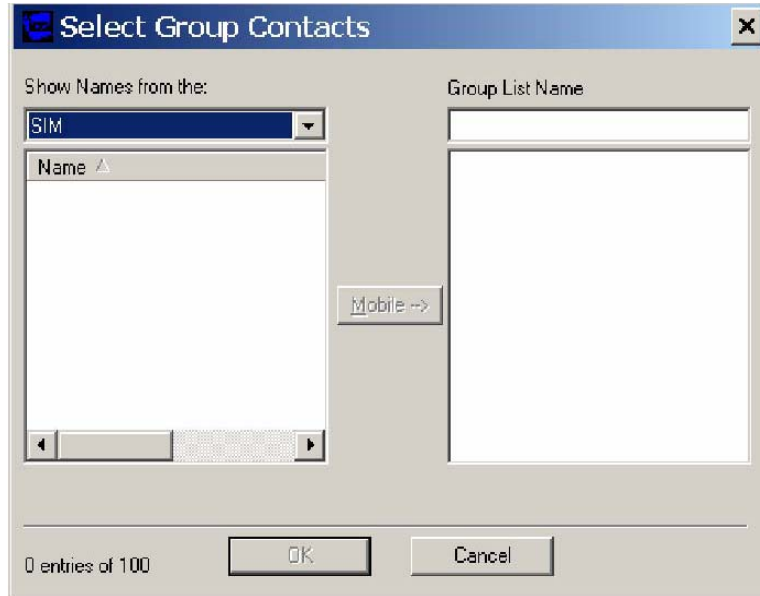 Select Group Contacts
Show Names from the:
Group List Name
SIM
Name
Mobile -->
0 entries of 100
OK
Cancel